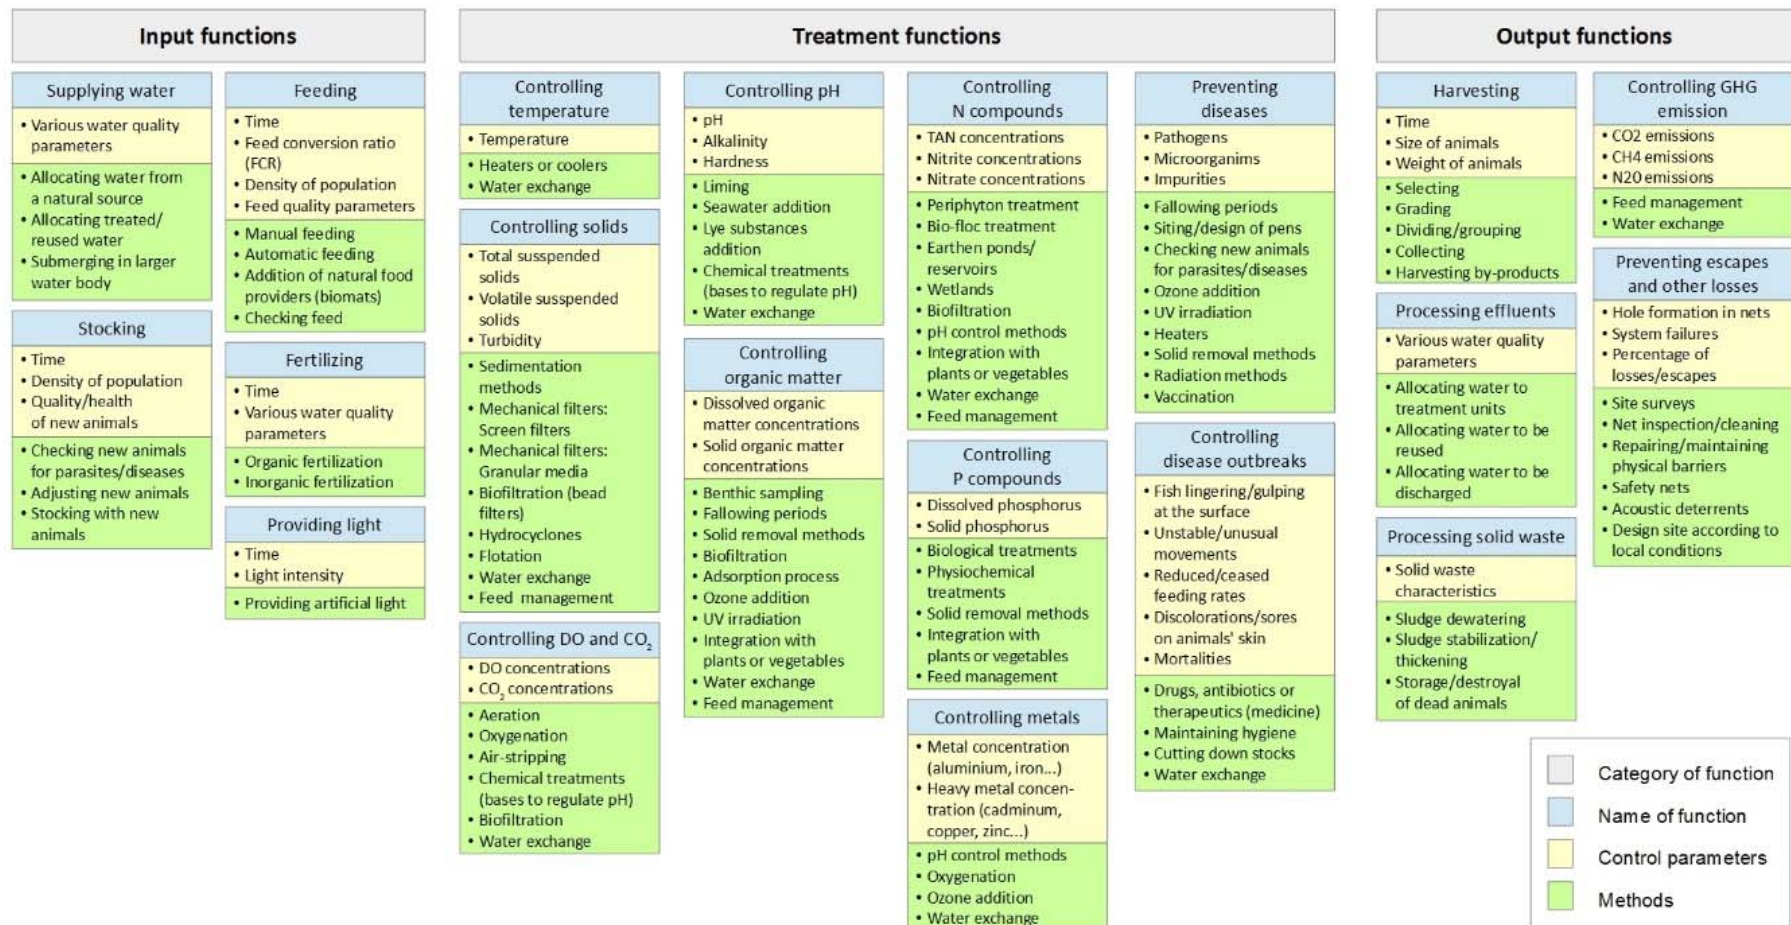 Input functions
Supplying water
• Various water quality
parameters
• Allocating water from
a natural source
• Allocating treated/
reused water
• Submerging in larger
water body
Stocking
• Time
• Density of population
• Quality/health
of new animals
• Checking new animals
for parasites/diseases
• Adjusting new animals
• Stocking with new
animals
Feeding
• Time
• Feed conversion ratio
(FCR)
• Density of population
• Feed quality parameters
• Manual feeding
• Automatic feeding
• Addition of natural food
providers (biomats)
• Checking feed
Fertilizing
• Time
• Various water quality
parameters
• Organic fertilization
• Inorganic fertilization
Providing light
• Time
• Light intensity
• Providing artificial light
Treatment functions
Controlling
temperature
• Temperature
• Heaters or coolers
• Water exchange
Controlling solids
• Total susspended
solids
• Volatile susspended
solids
• Turbidity
• Sedimentation
methods
• Mechanical filters:
Screen filters
• Mechanical filters:
Granular media
• Biofiltration (bead
filters)
• Hydrocyclones
• Flotation
• Water exchange
• Feed management
Controlling DO and CO₂
• DO concentrations
• CO₂ concentrations
• Aeration
• Oxygenation
• Air-stripping
• Chemical treatments
(bases to regulate pH)
• Biofiltration
• Water exchange
Controlling pH
• pH
• Alkalinity
• Hardness
• Liming
• Seawater addition
• Lye substances
addition
• Chemical treatments
(bases to regulate pH)
• Water exchange
Controlling
organic matter
• Dissolved organic
matter concentrations
• Solid organic matter
concentrations
• Benthic sampling
• Fallowing periods
• Solid removal methods
• Biofiltration
• Adsorption process
• Ozone addition
• UV irradiation
• Integration with
plants or vegetables
• Water exchange
• Feed management
Controlling
N compounds
• TAN concentrations
• Nitrite concentrations
• Nitrate concentrations
• Periphyton treatment
• Bio-floc treatment
• Earthen ponds/
reservoirs
• Wetlands
• Biofiltration
• pH control methods
• Integration with
plants or vegetables
• Water exchange
• Feed management
Controlling
P compounds
• Dissolved phosphorus
• Solid phosphorus
• Biological treatments
• Physiochemical
treatments
• Solid removal methods
• Integration with
plants or vegetables
• Feed management
Controlling metals
• Metal concentration
(aluminium, iron...)
• Heavy metal concen-
tration (cadminum,
copper, zinc...)
• pH control methods
• Oxygenation
• Ozone addition
• Water exchange
Preventing
diseases
• Pathogens
• Microorganims
• Impurities
• Fallowing periods
• Siting/design of pens
• Checking new animals
for parasites/diseases
• Ozone addition
• UV irradiation
• Heaters
• Solid removal methods
• Radiation methods
• Vaccination
Controlling
disease outbreaks
• Fish lingering/gulping
at the surface
• Unstable/unusual
movements
• Reduced/ceased
feeding rates
• Discolorations/sores
on animals' skin
• Mortalities
• Drugs, antibiotics or
therapeutics (medicine)
• Maintaining hygiene
• Cutting down stocks
• Water exchange
Output functions
Harvesting
• Time
• Size of animals
• Weight of animals
• Selecting
• Grading
• Dividing/grouping
• Collecting
• Harvesting by-products
Processing effluents
• Various water quality
parameters
• Allocating water to
treatment units
• Allocating water to be
reused
• Allocating water to be
discharged
Processing solid waste
• Solid waste
characteristics
• Sludge dewatering
• Sludge stabilization/
thickening
• Storage/destroyal
of dead animals
Controlling GHG
emission
• CO2 emissions
• CH4 emissions
• N20 emissions
• Feed management
• Water exchange
Preventing escapes
and other losses
• Hole formation in nets
• System failures
• Percentage of
losses/escapes
• Site surveys
• Net inspection/cleaning
• Repairing/maintaining
physical barriers
• Safety nets
• Acoustic deterrents
• Design site according to
local conditions
Category of function
Name of function
Control parameters
Methods